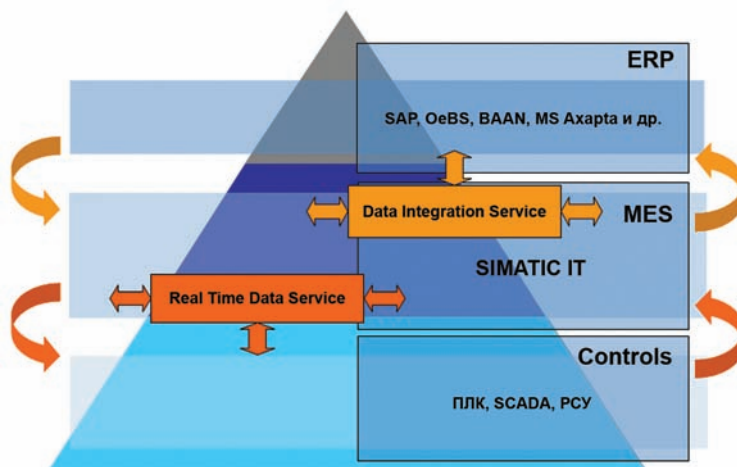 ERP
SAP, OeBS, BAAN, MS Axapta и др.
Data Integration Service
MES
SIMATIC IT
Real Time Data Service
Controls
ПЛК, SCADA, РСУ